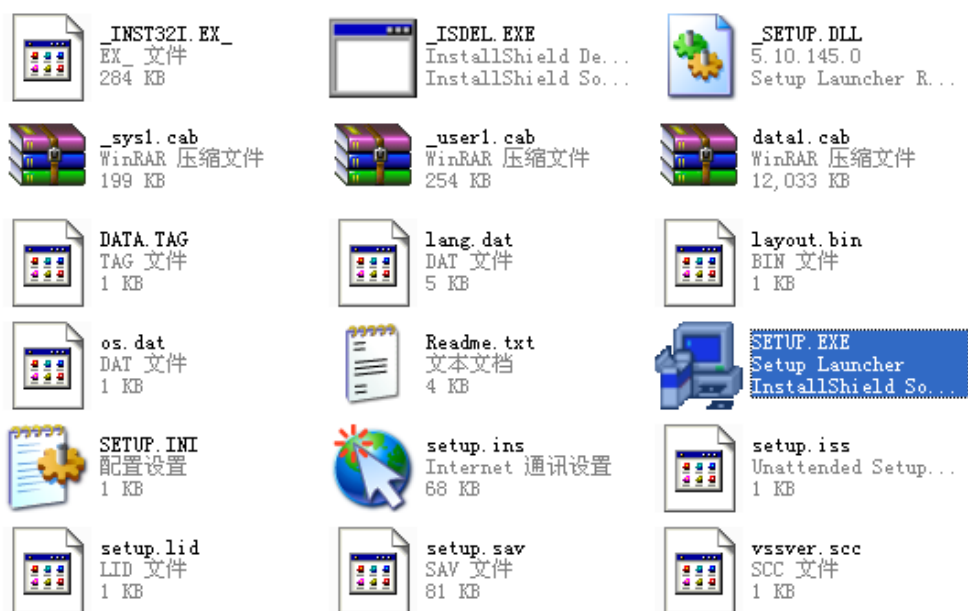 _INST32I.EX_
EX_ 文件
284 KB
_ISDEL.EXE
InstallShield De...
InstallShield So...
_SETUP.DLL
5.10.145.0
Setup Launcher R...
_sys1.cab
WinRAR 压缩文件
199 KB
_user1.cab
WinRAR 压缩文件
254 KB
data1.cab
WinRAR 压缩文件
12,033 KB
DATA.TAG
TAG 文件
1 KB
lang.dat
DAT 文件
5 KB
layout.bin
BIN 文件
1 KB
os.dat
DAT 文件
1 KB
Readme.txt
文本文档
4 KB
SETUP.EXE
Setup Launcher
InstallShield So...
SETUP.INI
配置设置
1 KB
setup.ins
Internet 通讯设置
68 KB
setup.iss
Unattended Setup...
1 KB
setup.lid
LID 文件
1 KB
setup.sav
SAV 文件
81 KB
vssver.scc
SCC 文件
1 KB